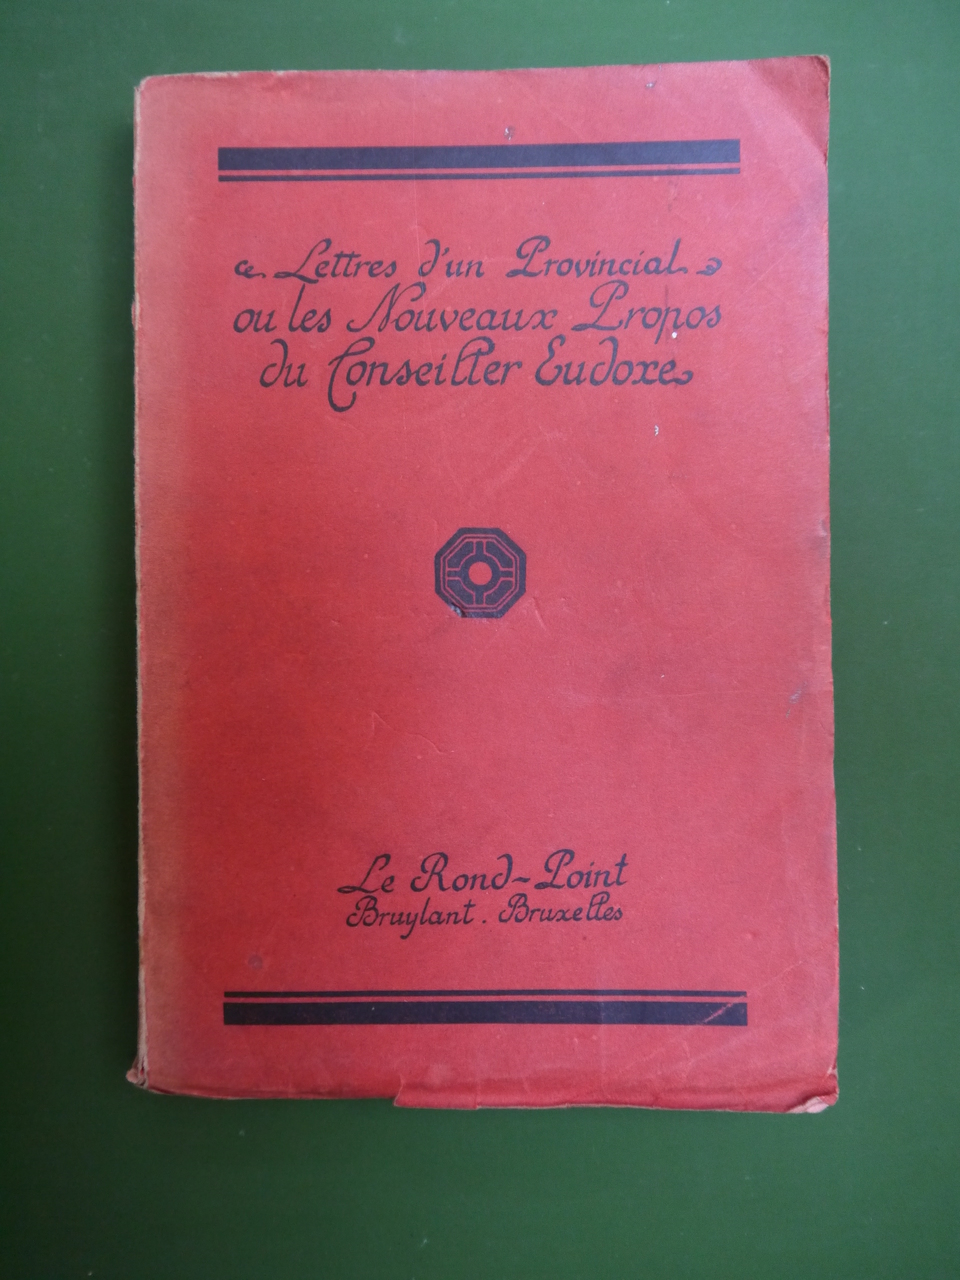 Lettres d'un Provincial
ou les Nouveaux Propos
du Conseiller Eudoxe
Le Rond-Point
Bruylant. Bruxelles